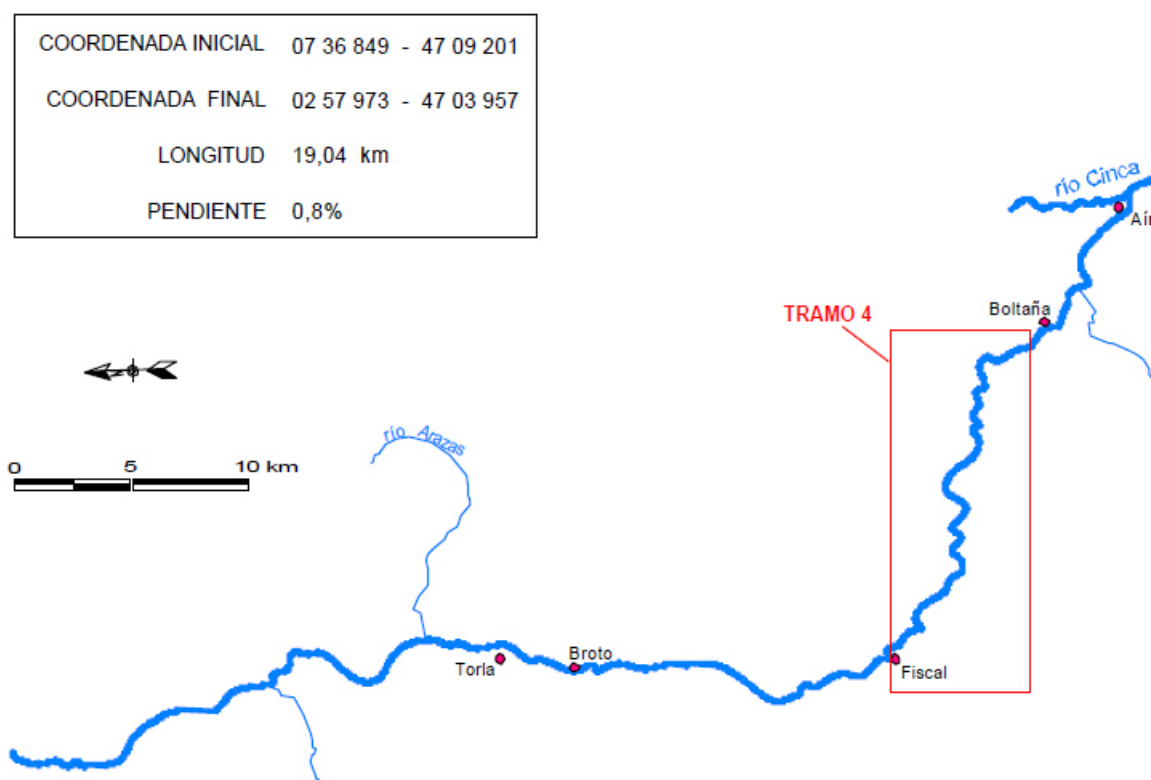 COORDENADA INICIAL 07 36 849 - 47 09 201
COORDENADA FINAL 02 57 973 - 47 03 957
LONGITUD 19,04 km
PENDIENTE 0,8%
río Cinca
Aín
Boltaña
TRAMO 4
río Arazas
0 5 10 km
Torla
Broto
Fiscal